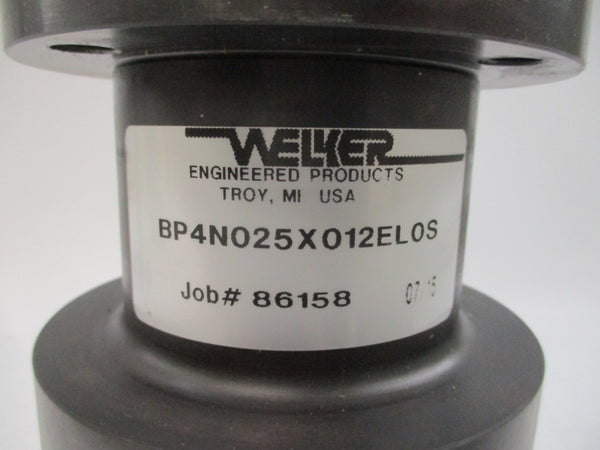 WELKER
ENGINEERED PRODUCTS
TROY, MI USA
BP4N025X012EL0S
Job# 86158